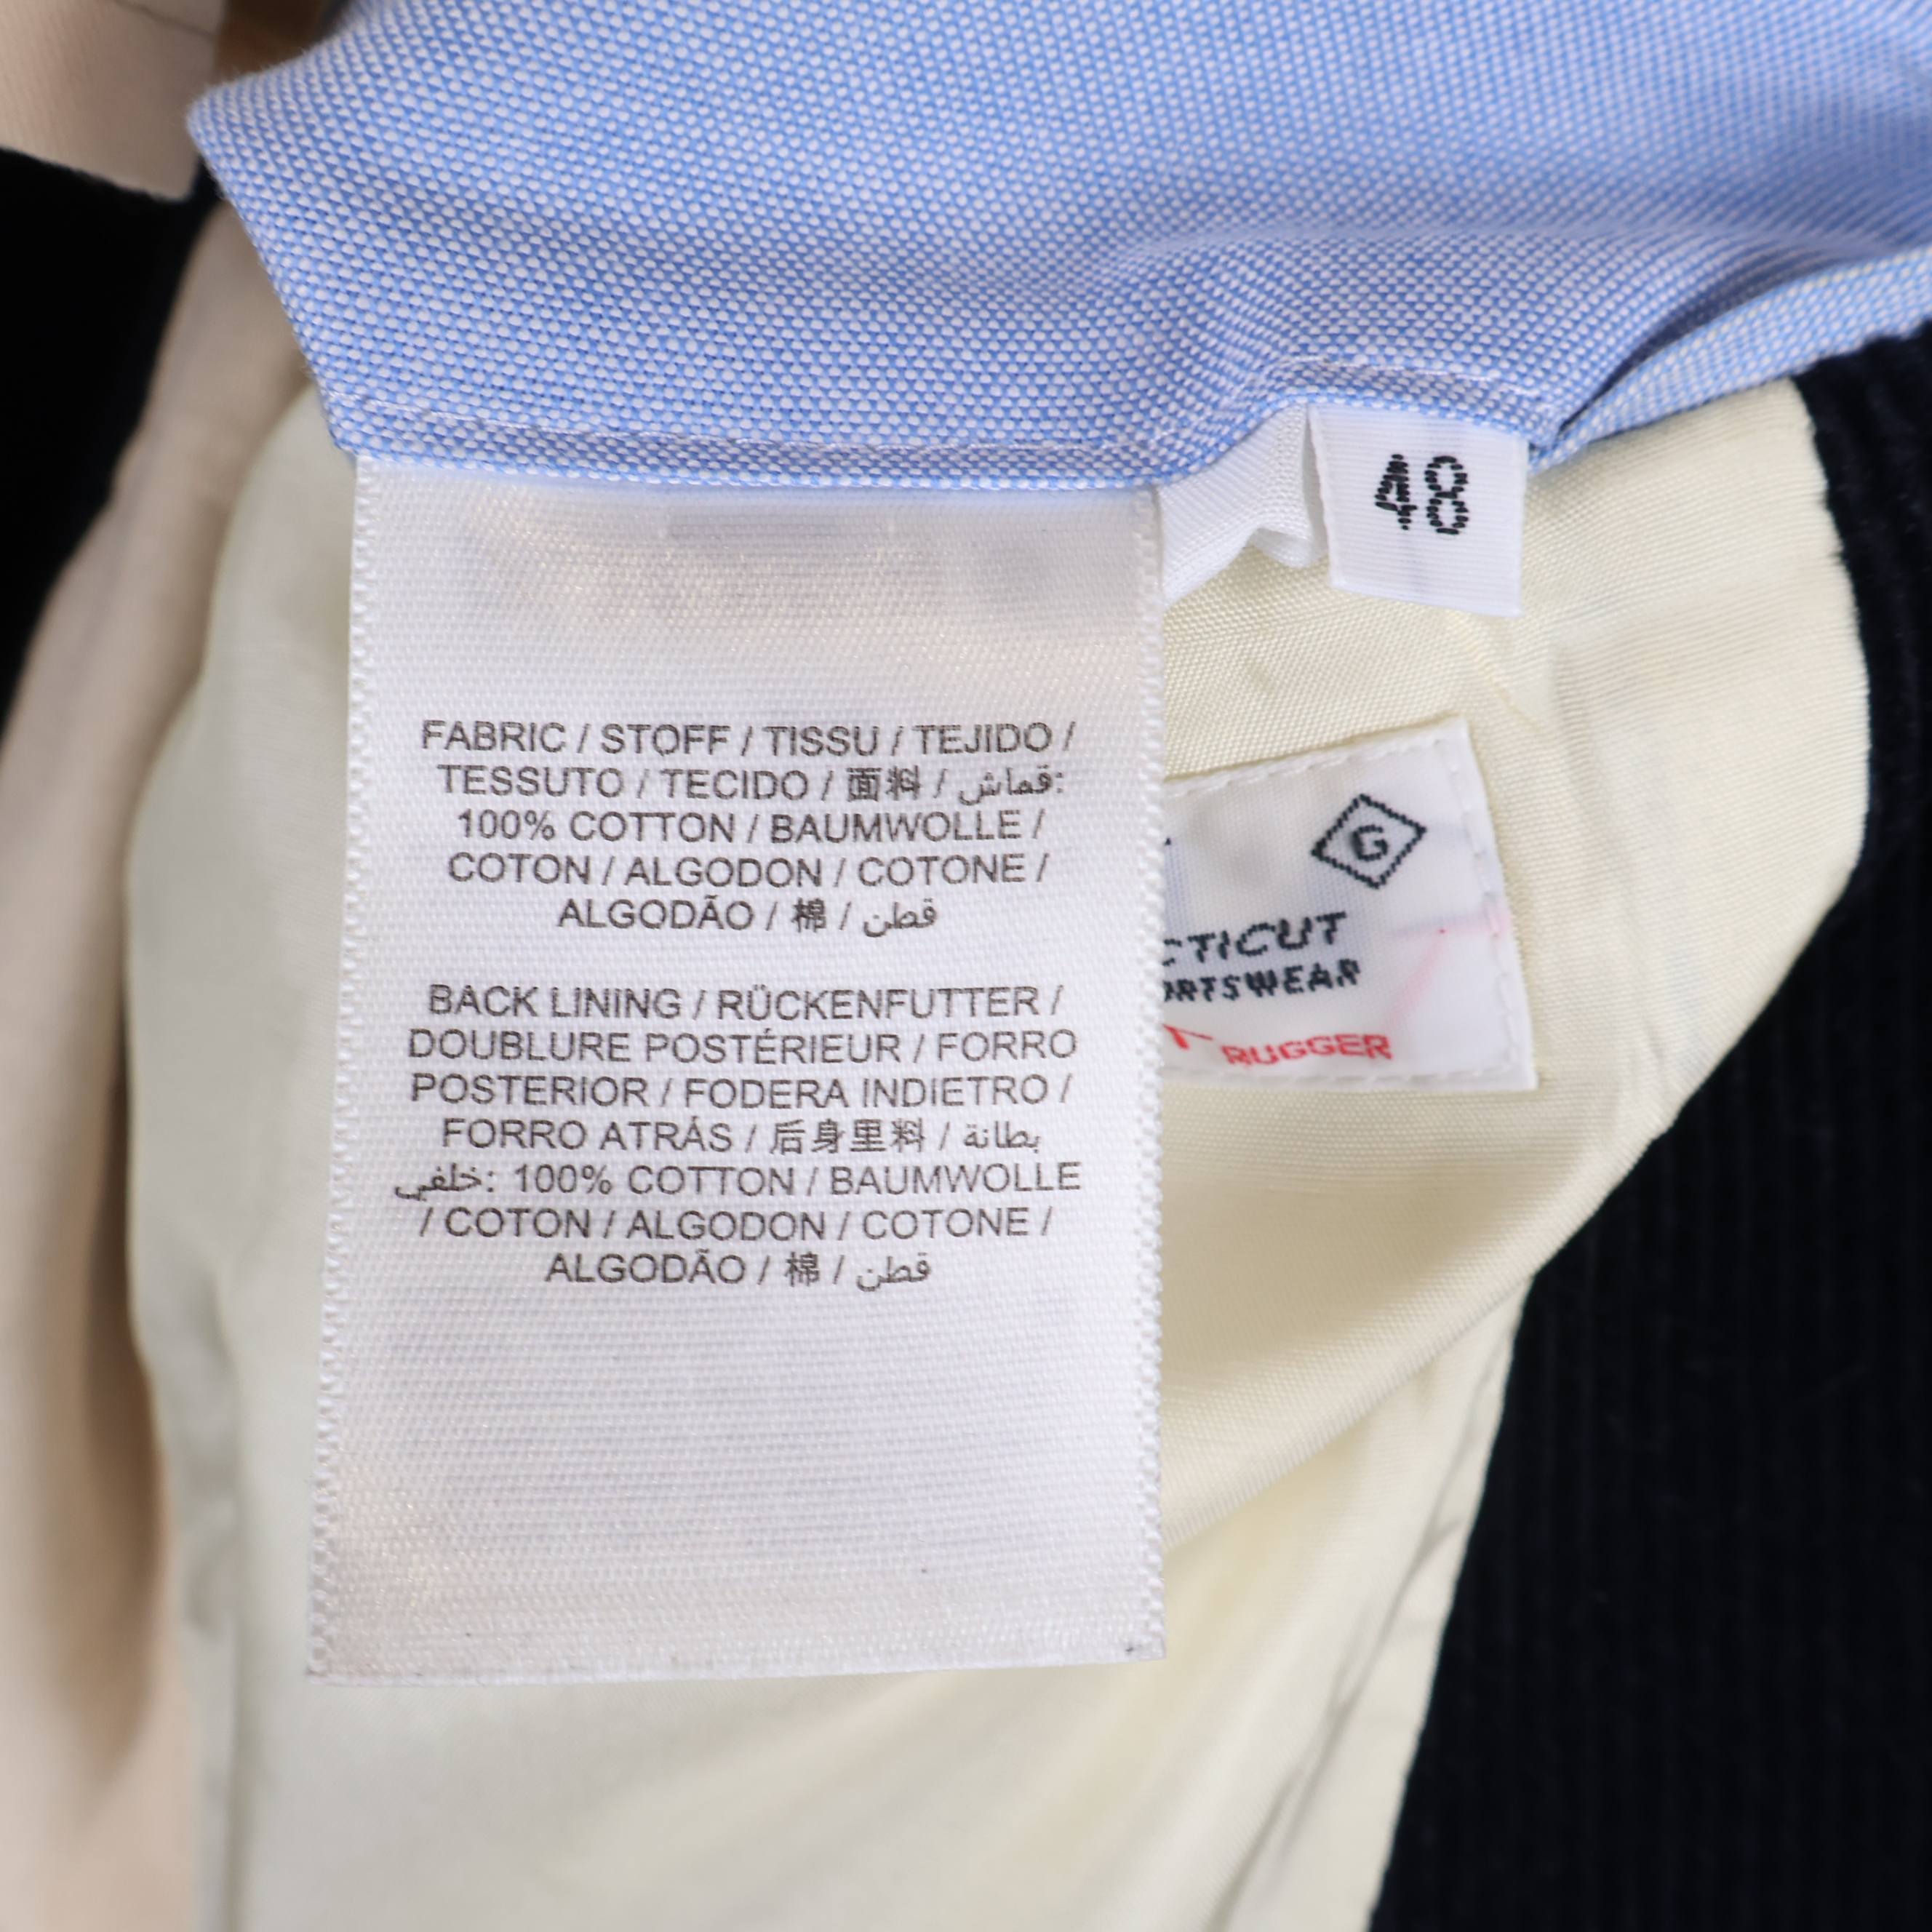 48
FABRIC / STOFF / TISSU / TEJIDO /
TESSUTO / TECIDO / 面料 / قماش:
100% COTTON / BAUMWOLLE /
COTON / ALGODON / COTONE /
ALGODÃO / 棉 / قطن
BACK LINING / RÜCKENFUTTER /
DOUBLURE POSTÉRIEUR / FORRO
POSTERIOR / FODERA INDIETRO /
FORRO ATRÁS / 后身里料 / بطانة
خلفي: 100% COTTON / BAUMWOLLE
/ COTON / ALGODON / COTONE /
ALGODÃO / 棉 / قطن
G
CTICUT
ORTSWEAR
RUGGER